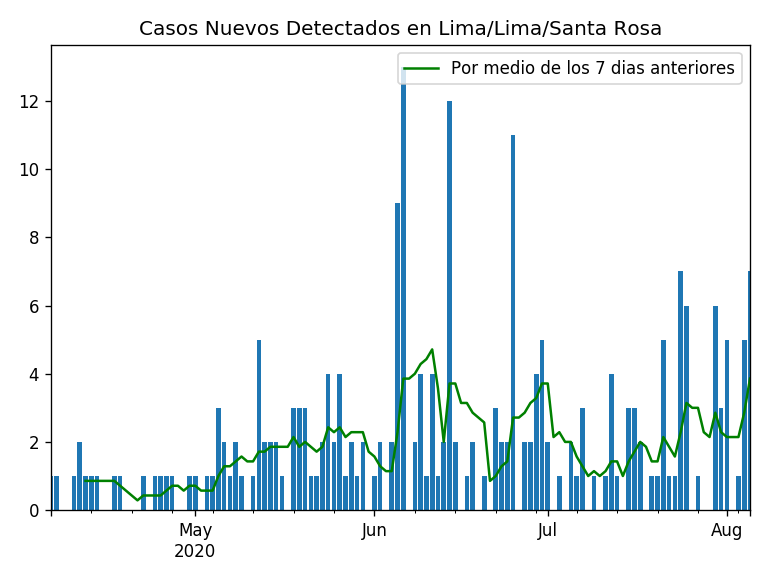 Casos Nuevos Detectados en Lima/Lima/Santa Rosa
Por medio de los 7 dias anteriores
12
10
8
6
4
2
0
May
2020
Jun
Jul
Aug